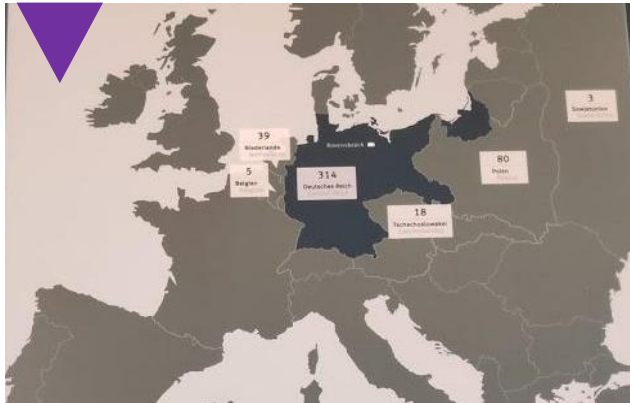 3
Sowjetunion
39
Niederlande
Ravensbrück
80
Polen
5
Belgien
314
Deutsches Reich
18
Tschechoslowakei